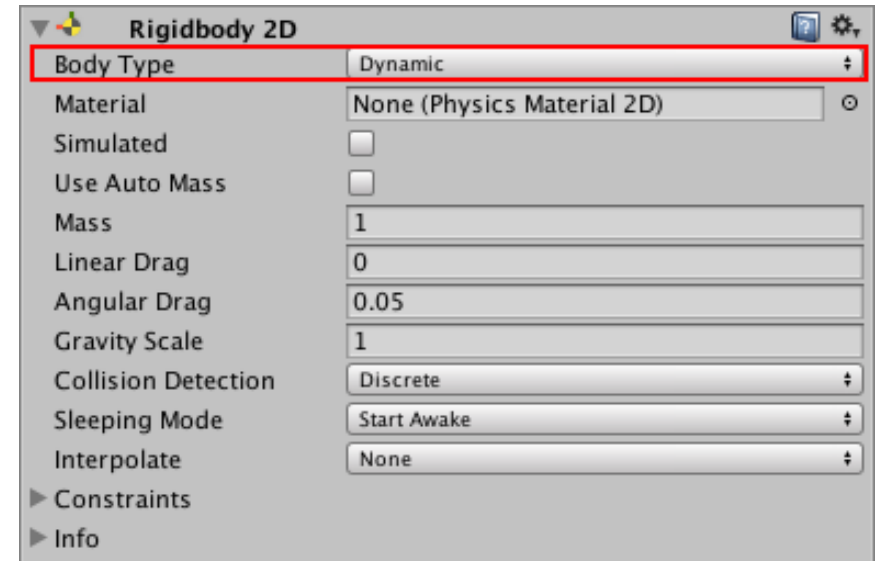 Rigidbody 2D
Body Type Dynamic
Material None (Physics Material 2D)
Simulated
Use Auto Mass
Mass 1
Linear Drag 0
Angular Drag 0.05
Gravity Scale 1
Collision Detection Discrete
Sleeping Mode Start Awake
Interpolate None
Constraints
Info